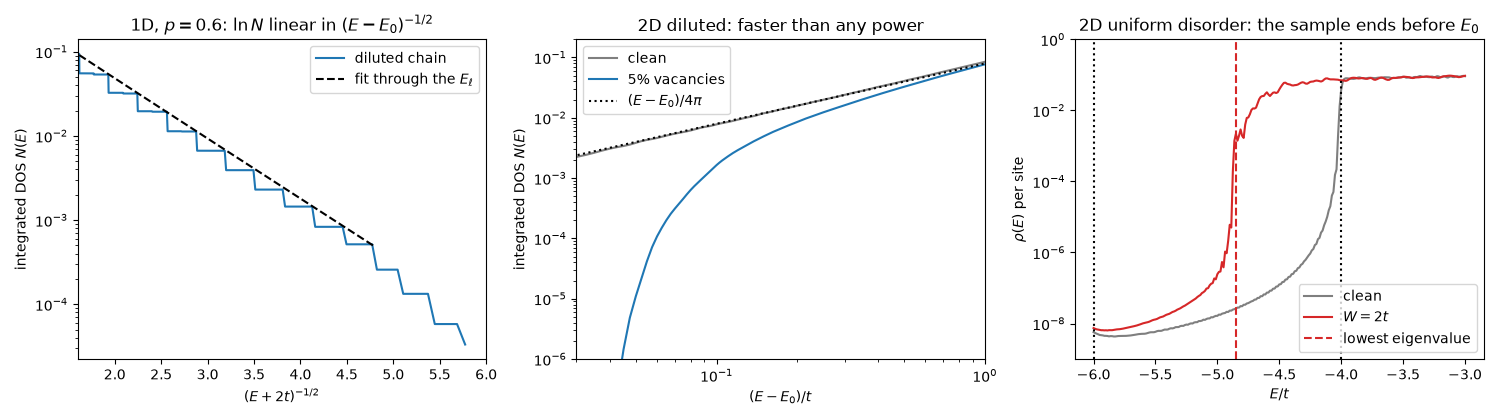 1D, p = 0.6: ln N linear in (E − E₀)^{−1/2}
integrated DOS N(E)
10⁻¹
10⁻²
10⁻³
10⁻⁴
diluted chain
fit through the E_ℓ
2.0 2.5 3.0 3.5 4.0 4.5 5.0 5.5 6.0
(E + 2t)^{−1/2}
2D diluted: faster than any power
integrated DOS N(E)
10⁻¹
10⁻²
10⁻³
10⁻⁴
10⁻⁵
10⁻⁶
clean
5% vacancies
(E − E₀)/4π
10⁻¹ 10⁰
(E − E₀)/t
2D uniform disorder: the sample ends before E₀
ρ(E) per site
10⁰
10⁻²
10⁻⁴
10⁻⁶
10⁻⁸
clean
W = 2t
lowest eigenvalue
−6.0 −5.5 −5.0 −4.5 −4.0 −3.5 −3.0
E/t